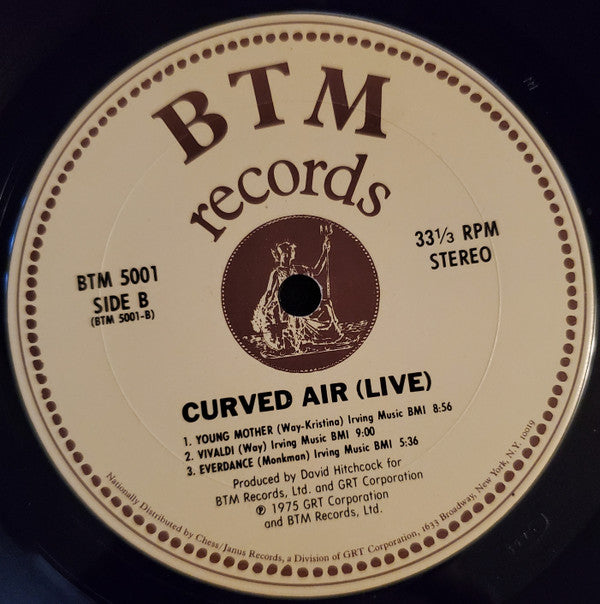 BTM
records
BTM 5001
SIDE B
(BTM 5001-B)
33⅓ RPM
STEREO
CURVED AIR (LIVE)
1. YOUNG MOTHER (Way-Kristina) Irving Music BMI 8:56
2. VIVALDI (Way) Irving Music BMI 9:00
3. EVERDANCE (Monkman) Irving Music BMI 5:36
Produced by David Hitchcock for
BTM Records, Ltd. and GRT Corporation
℗ 1975 GRT Corporation
and BTM Records, Ltd.
Nationally Distributed by Chess/Janus Records, a Division of GRT Corporation, 1633 Broadway, New York, N.Y. 10019